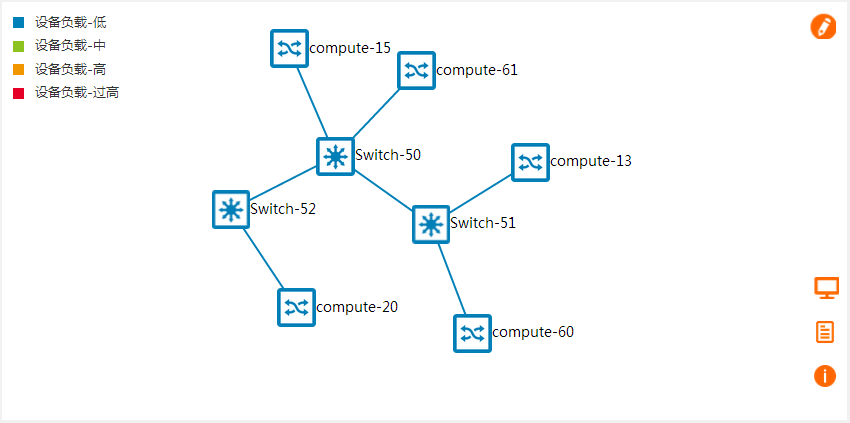 设备负载-低
设备负载-中
设备负载-高
设备负载-过高
compute-15
compute-61
Switch-50
compute-13
Switch-52
Switch-51
compute-20
compute-60